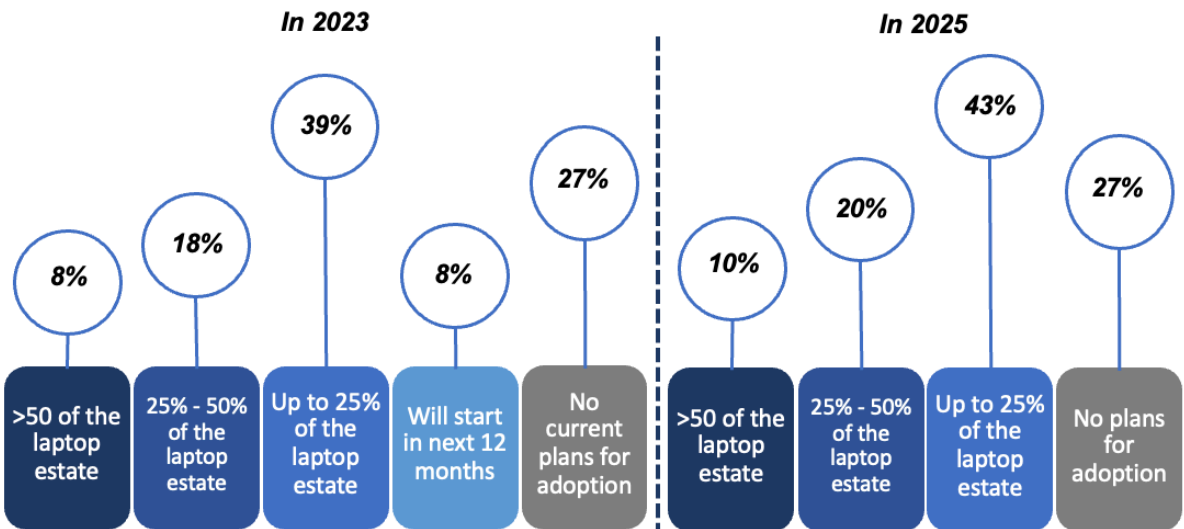 In 2023
8%
18%
39%
8%
27%
>50 of the
laptop
estate
25% - 50%
of the
laptop
estate
Up to 25%
of the
laptop
estate
Will start
in next 12
months
No
current
plans for
adoption
In 2025
10%
20%
43%
27%
>50 of the
laptop
estate
25% - 50%
of the
laptop
estate
Up to 25%
of the
laptop
estate
No plans
for
adoption